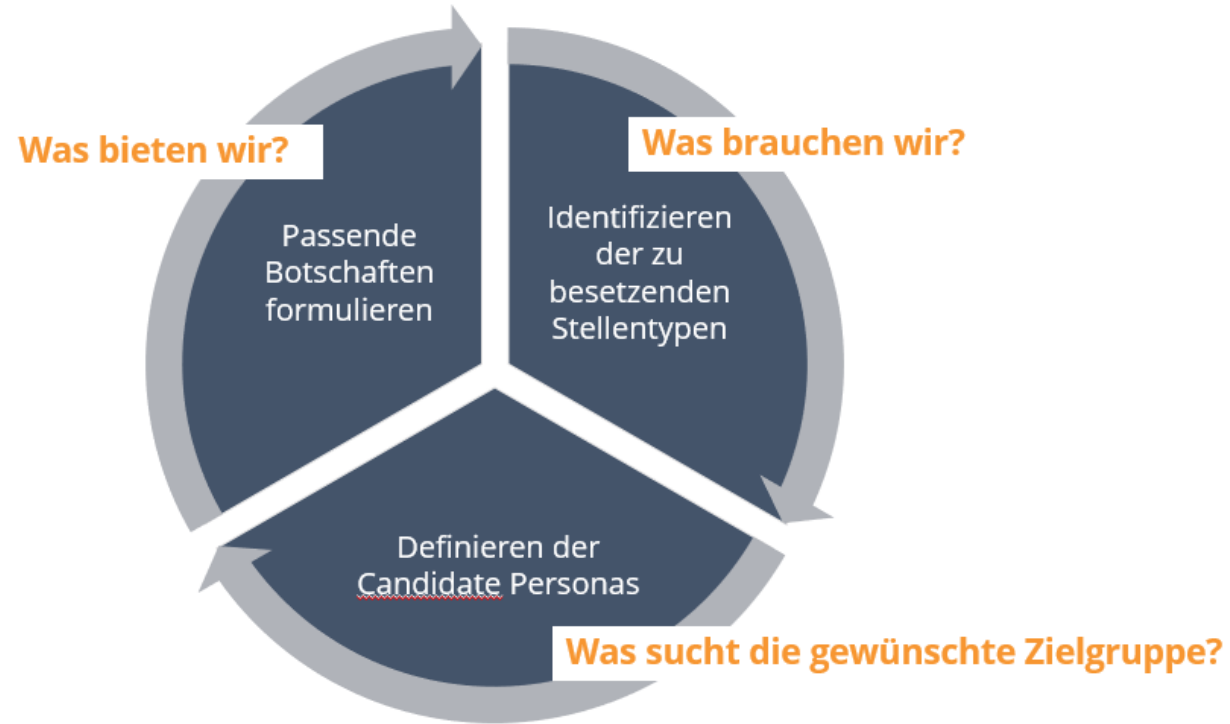 Was bieten wir?
Was brauchen wir?
Passende
Botschaften
formulieren
Identifizieren
der zu
besetzenden
Stellentypen
Definieren der
Candidate Personas
Was sucht die gewünschte Zielgruppe?